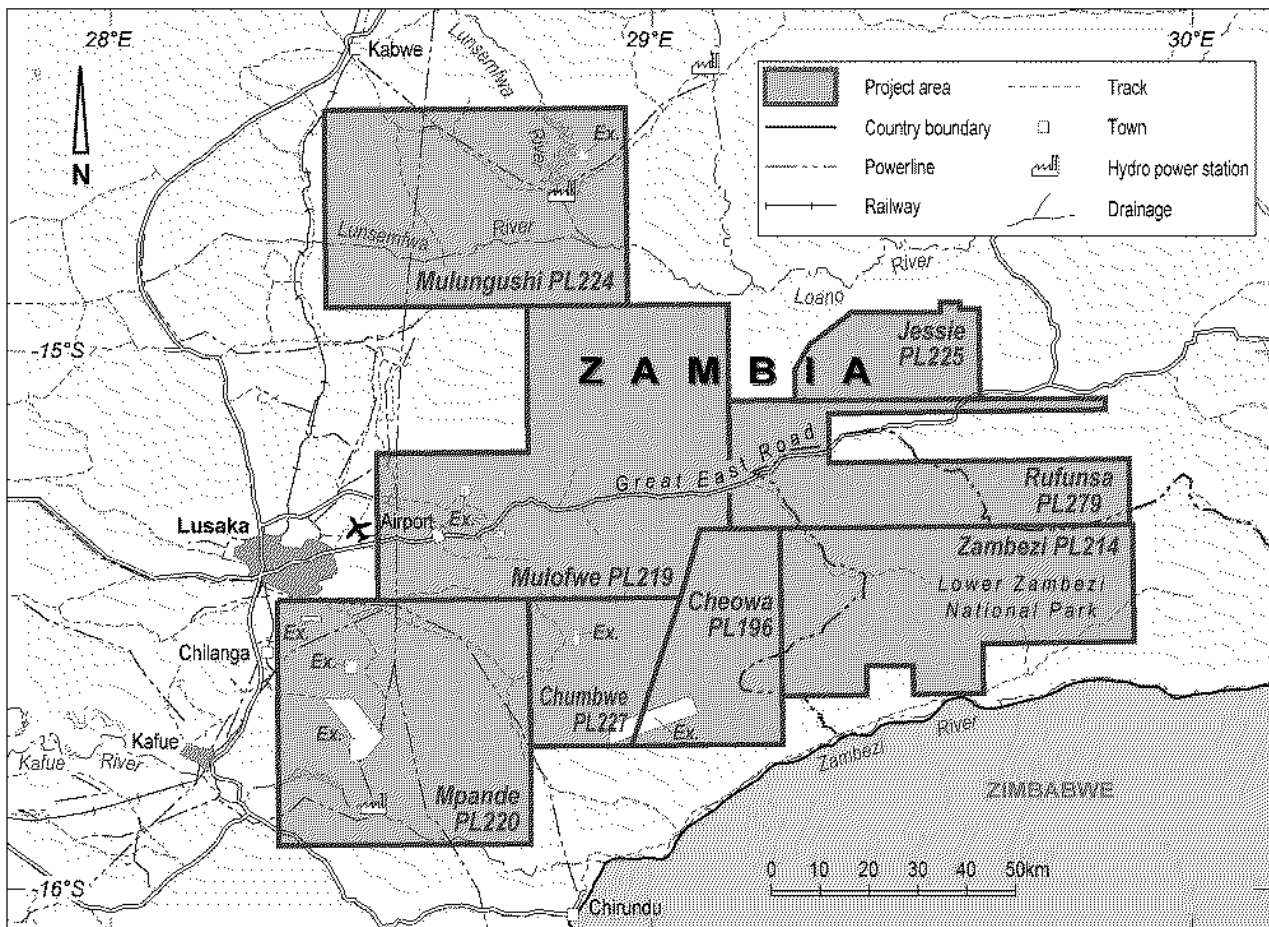 28°E
29°E
30°E
Kabwe
Lunsemfwa
River
Ex.
N
Project area
Country boundary
Powerline
Railway
Track
Town
Hydro power station
Drainage
Lunsemfwa
River
Mulungushi PL224
River
Loano
-15°S
Jessie
PL225
ZAMBIA
Great East Road
Rufunsa
PL279
Lusaka
Airport
Ex.
Mulofwe PL219
Zambezi PL214
Lower Zambezi
National Park
Cheowa
PL196
Ex.
Chilanga
Ex.
Ex.
Chumbwe
PL227
Ex.
Ex.
Kafue
Kafue River
Mpande
PL220
Zambezi
River
ZIMBABWE
-16°S
0 10 20 30 40 50km
Chirundu